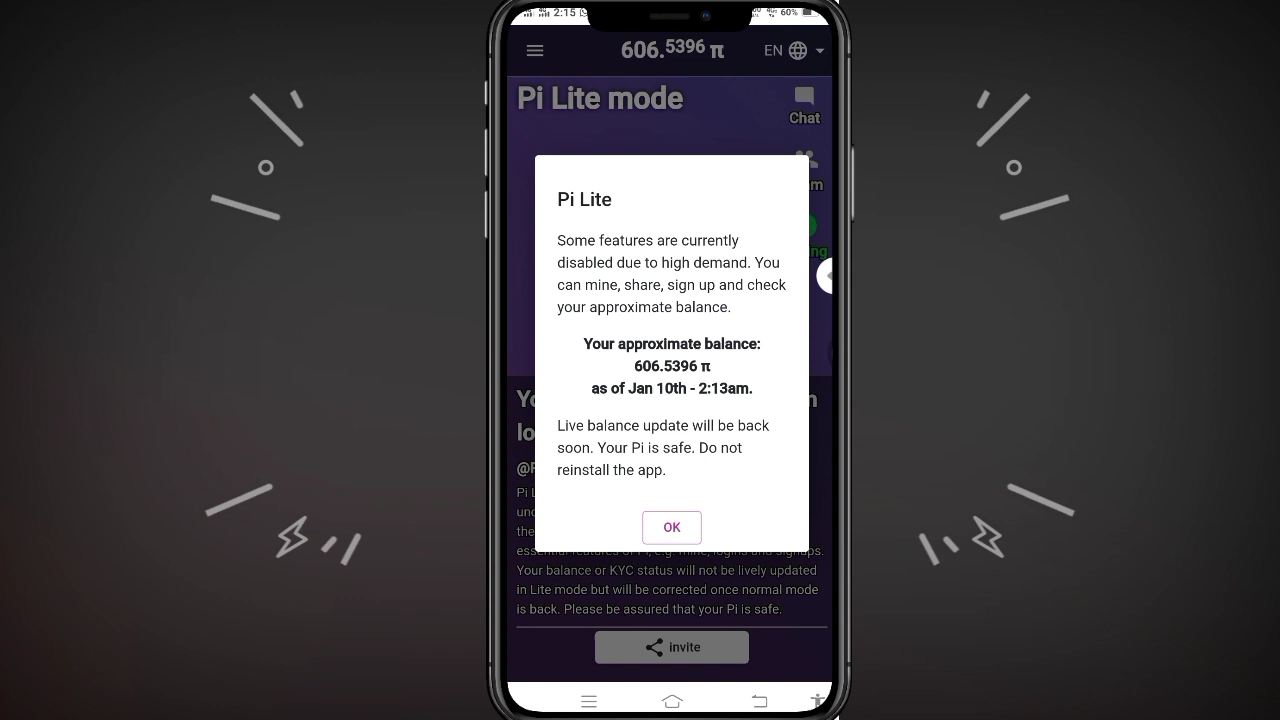 2:15
60%
606.5396 π
EN
Pi Lite mode
Chat
Pi Lite
Some features are currently
disabled due to high demand. You
can mine, share, sign up and check
your approximate balance.
Your approximate balance:
606.5396 π
as of Jan 10th - 2:13am.
Live balance update will be back
soon. Your Pi is safe. Do not
reinstall the app.
OK
essential features of Pi, e.g. mine, logins and signups.
Your balance or KYC status will not be lively updated
in Lite mode but will be corrected once normal mode
is back. Please be assured that your Pi is safe.
Invite